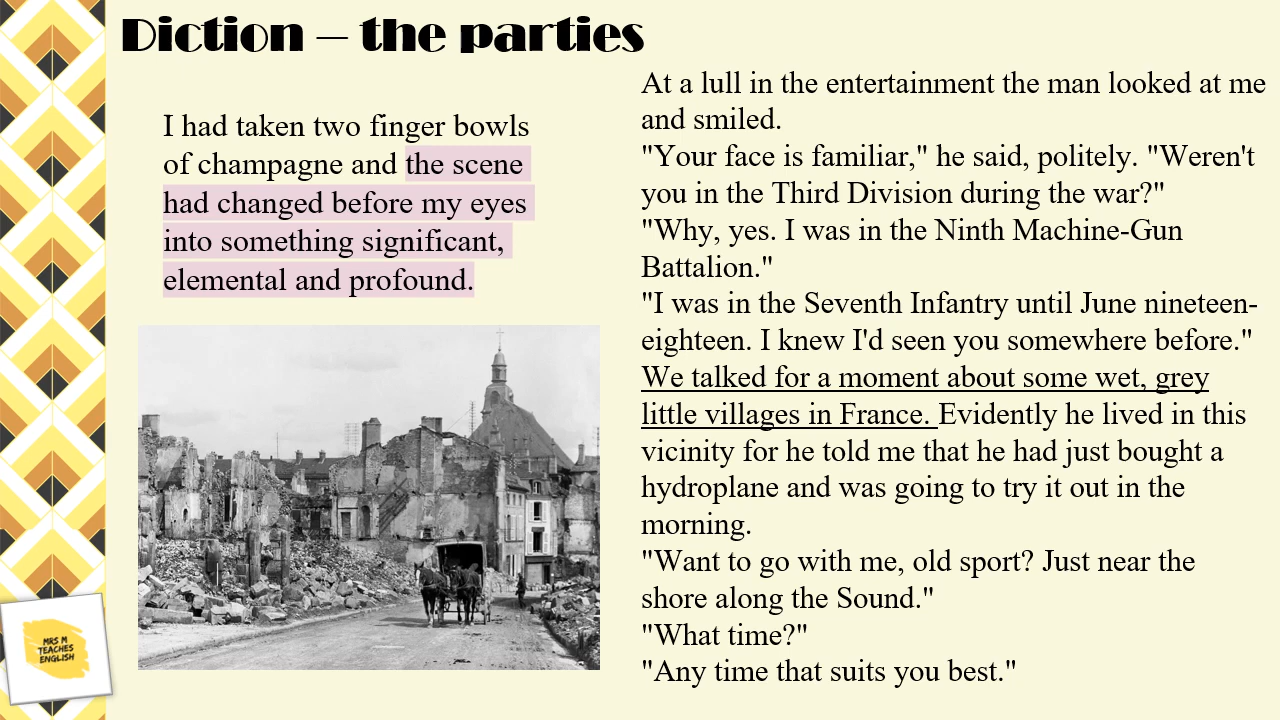 Diction – the parties
I had taken two finger bowls
of champagne and the scene
had changed before my eyes
into something significant,
elemental and profound.
At a lull in the entertainment the man looked at me
and smiled.
"Your face is familiar," he said, politely. "Weren't
you in the Third Division during the war?"
"Why, yes. I was in the Ninth Machine-Gun
Battalion."
"I was in the Seventh Infantry until June nineteen-
eighteen. I knew I'd seen you somewhere before."
We talked for a moment about some wet, grey
little villages in France. Evidently he lived in this
vicinity for he told me that he had just bought a
hydroplane and was going to try it out in the
morning.
"Want to go with me, old sport? Just near the
shore along the Sound."
"What time?"
"Any time that suits you best."
MRS M
TEACHES
ENGLISH